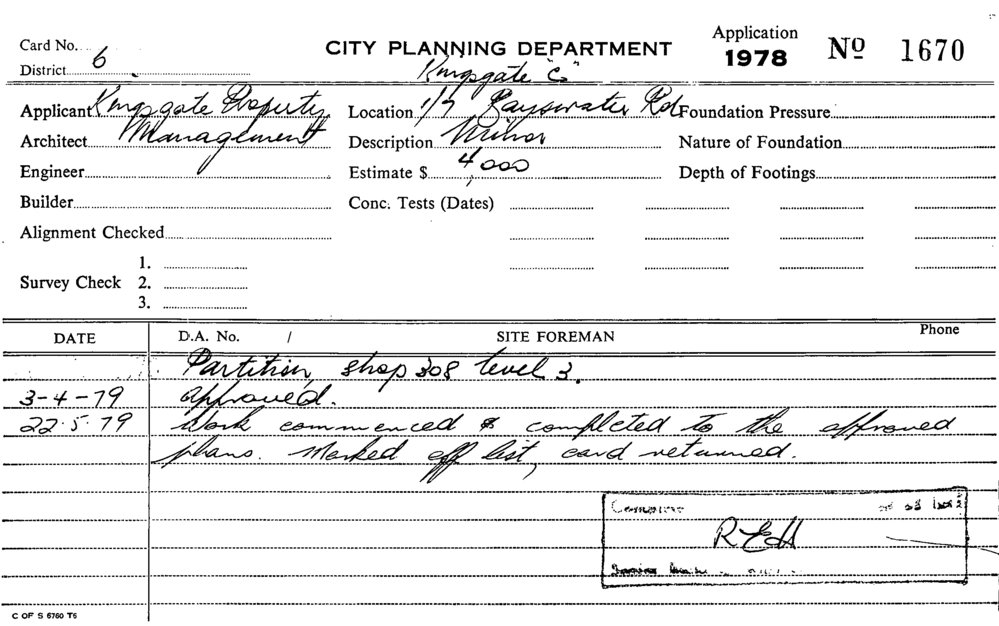 Card No. CITY PLANNING DEPARTMENT Application 1978 Nº 1670
District 6 Kingsgate "C"
Applicant Kingsgate Property Location 1/7 Bayswater Rd Foundation Pressure
Architect Management Description Minor Nature of Foundation
Engineer Estimate $ 4,000 Depth of Footings
Builder Conc. Tests (Dates)
Alignment Checked
1.
Survey Check 2.
3.
DATE D.A. No. / SITE FOREMAN Phone
Partition, shop 308 level 3.
3-4-79 Approved.
22.5.79 Work commenced & completed to the approved
plans. Marked off list, card returned.
REH
C OF S 6760 T6